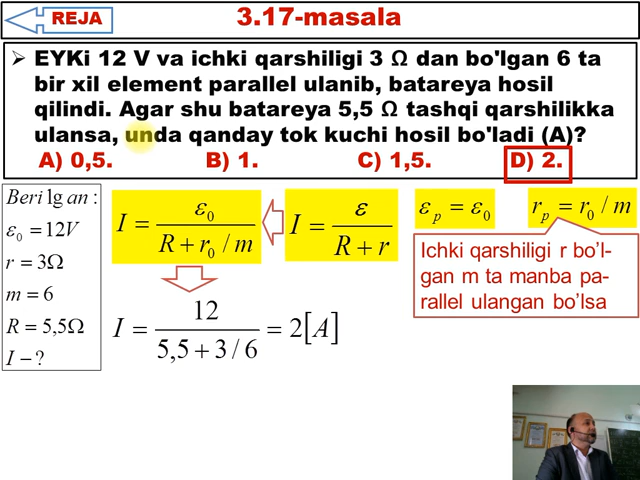 REJA
3.17-masala
➢ EYKi 12 V va ichki qarshiligi 3 Ω dan bo'lgan 6 ta
bir xil element parallel ulanib, batareya hosil
qilindi. Agar shu batareya 5,5 Ω tashqi qarshilikka
ulansa, unda qanday tok kuchi hosil bo'ladi (A)?
A) 0,5. B) 1. C) 1,5. D) 2.
Berilgan:
ε₀ = 12V
r = 3Ω
m = 6
R = 5,5Ω
I − ?
I = ε₀ / (R + r₀ / m)
I = ε / (R + r)
εₚ = ε₀
rₚ = r₀ / m
Ichki qarshiligi r bo’l-
gan m ta manba pa-
rallel ulangan bo’lsa
I = 12 / (5,5 + 3 / 6) = 2[A]